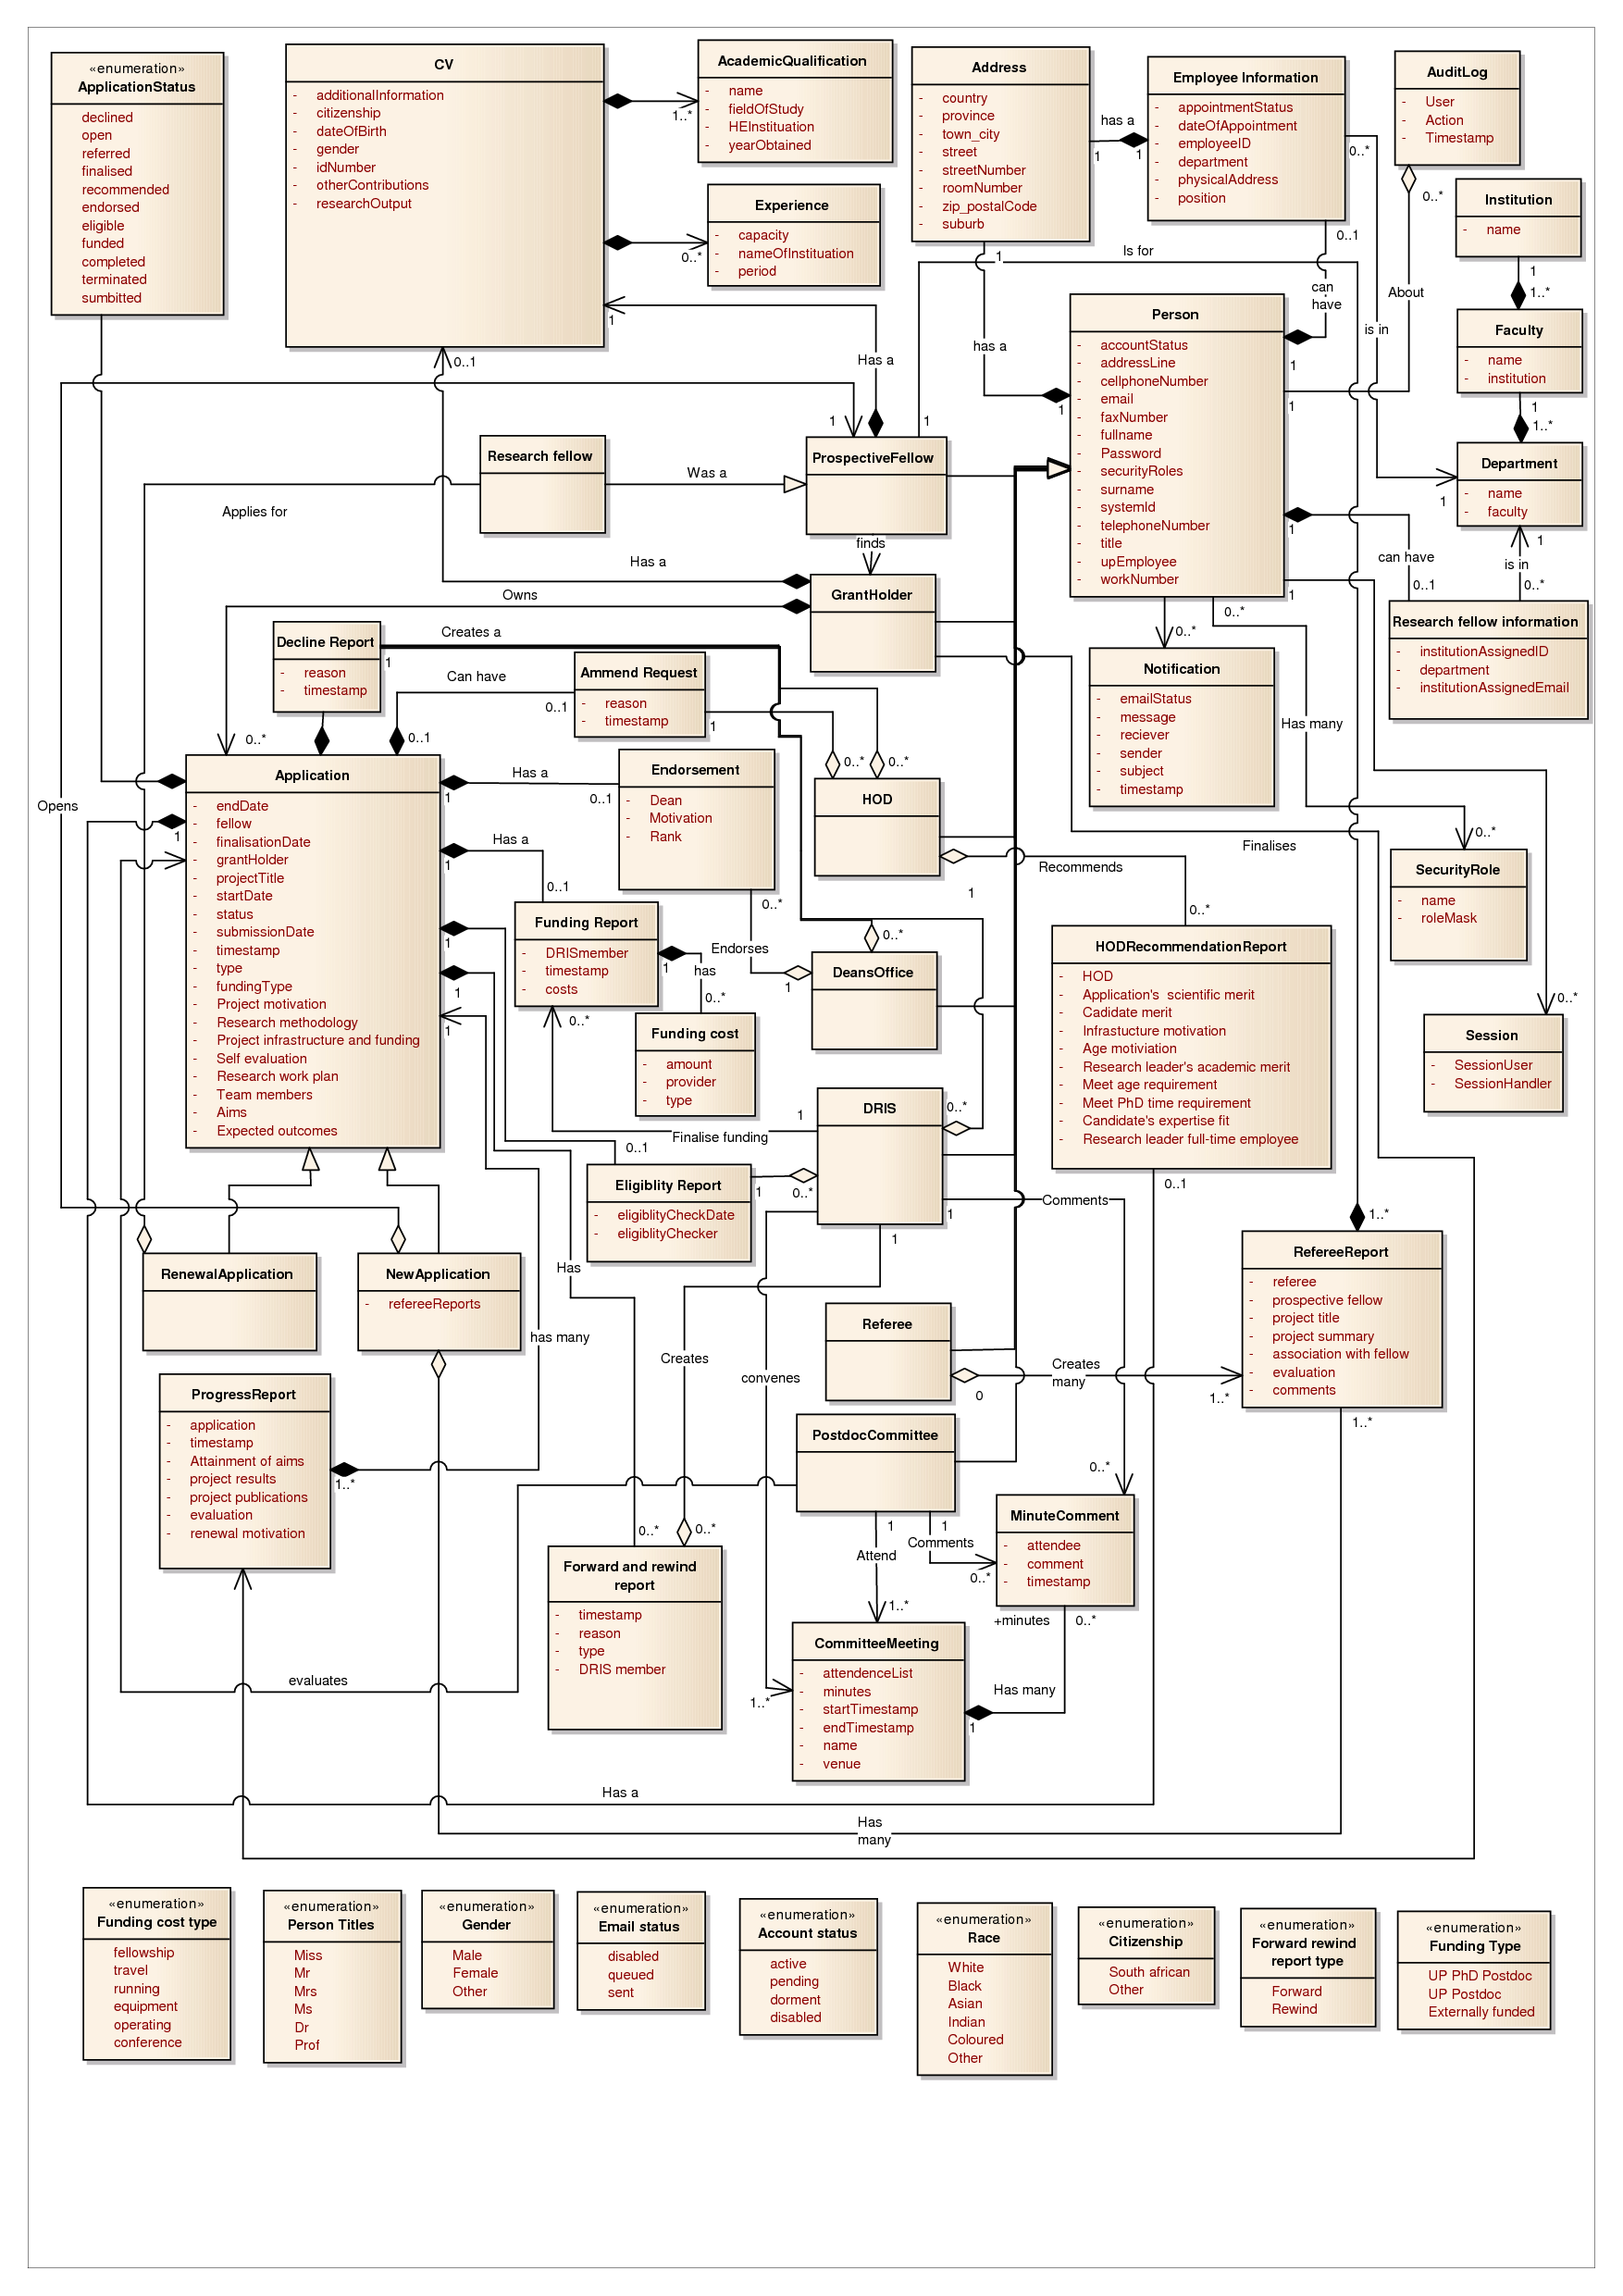 «enumeration»
ApplicationStatus
declined
open
referred
finalised
recommended
endorsed
eligible
funded
completed
terminated
sumbitted
CV
- additionalInformation
- citizenship
- dateOfBirth
- gender
- idNumber
- otherContributions
- researchOutput
1..*
0..*
1
0..1
AcademicQualification
- name
- fieldOfStudy
- HEInstituation
- yearObtained
Experience
- capacity
- nameOfInstituation
- period
Address
- country
- province
- town_city
- street
- streetNumber
- roomNumber
- zip_postalCode
- suburb
has a
1
1
1
Employee Information
- appointmentStatus
- dateOfAppointment
- employeeID
- department
- physicalAddress
- position
0..*
0..1
AuditLog
- User
- Action
- Timestamp
0..*
Institution
- name
1
1..*
Is for
can
have
About
is in
has a
Faculty
- name
- institution
1
1..*
Person
- accountStatus
- addressLine
- cellphoneNumber
- email
- faxNumber
- fullname
- Password
- securityRoles
- surname
- systemId
- telephoneNumber
- title
- upEmployee
- workNumber
1
1
1
1
1
0..*
0..*
Department
- name
- faculty
1
1
is in
0..*
can have
0..1
Has a
1
1
Research fellow
Was a
ProspectiveFellow
finds
Applies for
Has a
Owns
GrantHolder
Research fellow information
- institutionAssignedID
- department
- institutionAssignedEmail
Notification
- emailStatus
- message
- reciever
- sender
- subject
- timestamp
Has many
Decline Report
- reason
- timestamp
1
Creates a
Can have
0..1
0..1
Ammend Request
- reason
- timestamp
1
0..*
0..*
0..*
Opens
Application
- endDate
- fellow
- finalisationDate
- grantHolder
- projectTitle
- startDate
- status
- submissionDate
- timestamp
- type
- fundingType
- Project motivation
- Research methodology
- Project infrastructure and funding
- Self evaluation
- Research work plan
- Team members
- Aims
- Expected outcomes
1
Has a
1
0..1
Has a
1
0..1
1
1
1
Endorsement
- Dean
- Motivation
- Rank
0..*
Endorses
1
HOD
Recommends
1
0..*
Finalises
0..*
SecurityRole
- name
- roleMask
Funding Report
- DRISmember
- timestamp
- costs
1
has
0..*
0..*
DeansOffice
0..*
Funding cost
- amount
- provider
- type
HODRecommendationReport
- HOD
- Application's scientific merit
- Cadidate merit
- Infrastucture motivation
- Age motiviation
- Research leader's academic merit
- Meet age requirement
- Meet PhD time requirement
- Candidate's expertise fit
- Research leader full-time employee
0..1
0..*
Session
- SessionUser
- SessionHandler
DRIS
0..*
1
Finalise funding
0..1
Eligiblity Report
- eligiblityCheckDate
- eligiblityChecker
1
0..*
1
1
Comments
RenewalApplication
NewApplication
- refereeReports
Has
has many
Creates
convenes
Referee
0
Creates
many
1..*
1..*
RefereeReport
- referee
- prospective fellow
- project title
- project summary
- association with fellow
- evaluation
- comments
1..*
ProgressReport
- application
- timestamp
- Attainment of aims
- project results
- project publications
- evaluation
- renewal motivation
1..*
PostdocCommittee
1
1
Attend
Comments
0..*
0..*
1..*
MinuteComment
- attendee
- comment
- timestamp
+minutes
0..*
0..*
0..*
Forward and rewind
report
- timestamp
- reason
- type
- DRIS member
evaluates
1..*
CommitteeMeeting
- attendenceList
- minutes
- startTimestamp
- endTimestamp
- name
- venue
Has many
1
Has a
Has
many
«enumeration»
Funding cost type
fellowship
travel
running
equipment
operating
conference
«enumeration»
Person Titles
Miss
Mr
Mrs
Ms
Dr
Prof
«enumeration»
Gender
Male
Female
Other
«enumeration»
Email status
disabled
queued
sent
«enumeration»
Account status
active
pending
dorment
disabled
«enumeration»
Race
White
Black
Asian
Indian
Coloured
Other
«enumeration»
Citizenship
South african
Other
«enumeration»
Forward rewind
report type
Forward
Rewind
«enumeration»
Funding Type
UP PhD Postdoc
UP Postdoc
Externally funded